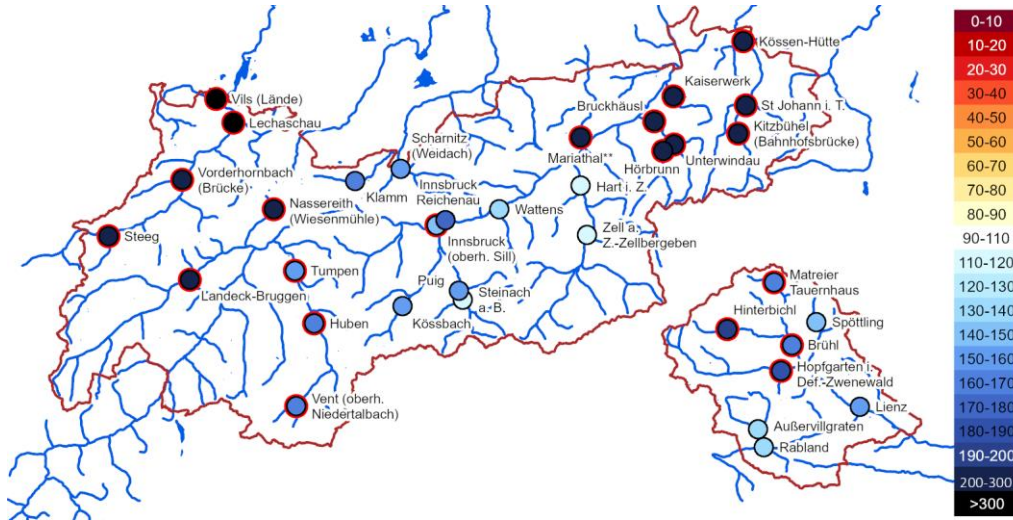 Kössen-Hütte
Kaiserwerk
Vils (Lände)
Bruckhäusl
St Johann i. T.
Lechaschau
Kitzbühel
(Bahnhofsbrücke)
Scharnitz
(Weidach)
Mariathal**
Hörbrunn
Unterwindau
Vorderhornbach
(Brücke)
Klamm
Innsbruck
Reichenau
Hart i. Z.
Nassereith
(Wiesenmühle)
Wattens
Steeg
Innsbruck
(oberh. Sill)
Zell a.
Z.-Zellbergeben
Tumpen
Landeck-Bruggen
Puig
Steinach
a. B.
Kössbach
Huben
Matreier
Tauernhaus
Hinterbichl
Spöttling
Brühl
Hopfgarten i.
Def.-Zwenewald
Vent (oberh.
Niedertalbach)
Lienz
Außervillgraten
Rabland
0-10
10-20
20-30
30-40
40-50
50-60
60-70
70-80
80-90
90-110
110-120
120-130
130-140
140-150
150-160
160-170
170-180
180-190
190-200
200-300
>300